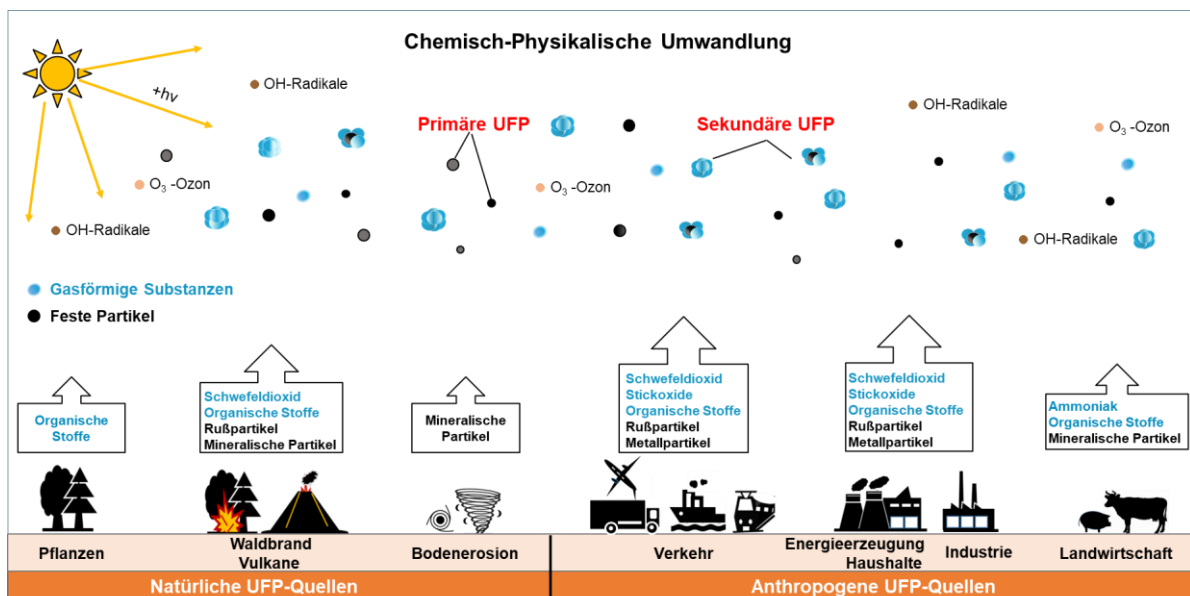 Chemisch-Physikalische Umwandlung
+hv
OH-Radikale
OH-Radikale
Primäre UFP
Sekundäre UFP
O₃ -Ozon
O₃ -Ozon
O₃ -Ozon
OH-Radikale
OH-Radikale
Gasförmige Substanzen
Feste Partikel
Organische
Stoffe
Schwefeldioxid
Organische Stoffe
Rußpartikel
Mineralische Partikel
Mineralische
Partikel
Schwefeldioxid
Stickoxide
Organische Stoffe
Rußpartikel
Metallpartikel
Schwefeldioxid
Stickoxide
Organische Stoffe
Rußpartikel
Metallpartikel
Ammoniak
Organische Stoffe
Mineralische Partikel
Pflanzen
Waldbrand
Vulkane
Bodenerosion
Verkehr
Energieerzeugung
Haushalte
Industrie
Landwirtschaft
Natürliche UFP-Quellen
Anthropogene UFP-Quellen